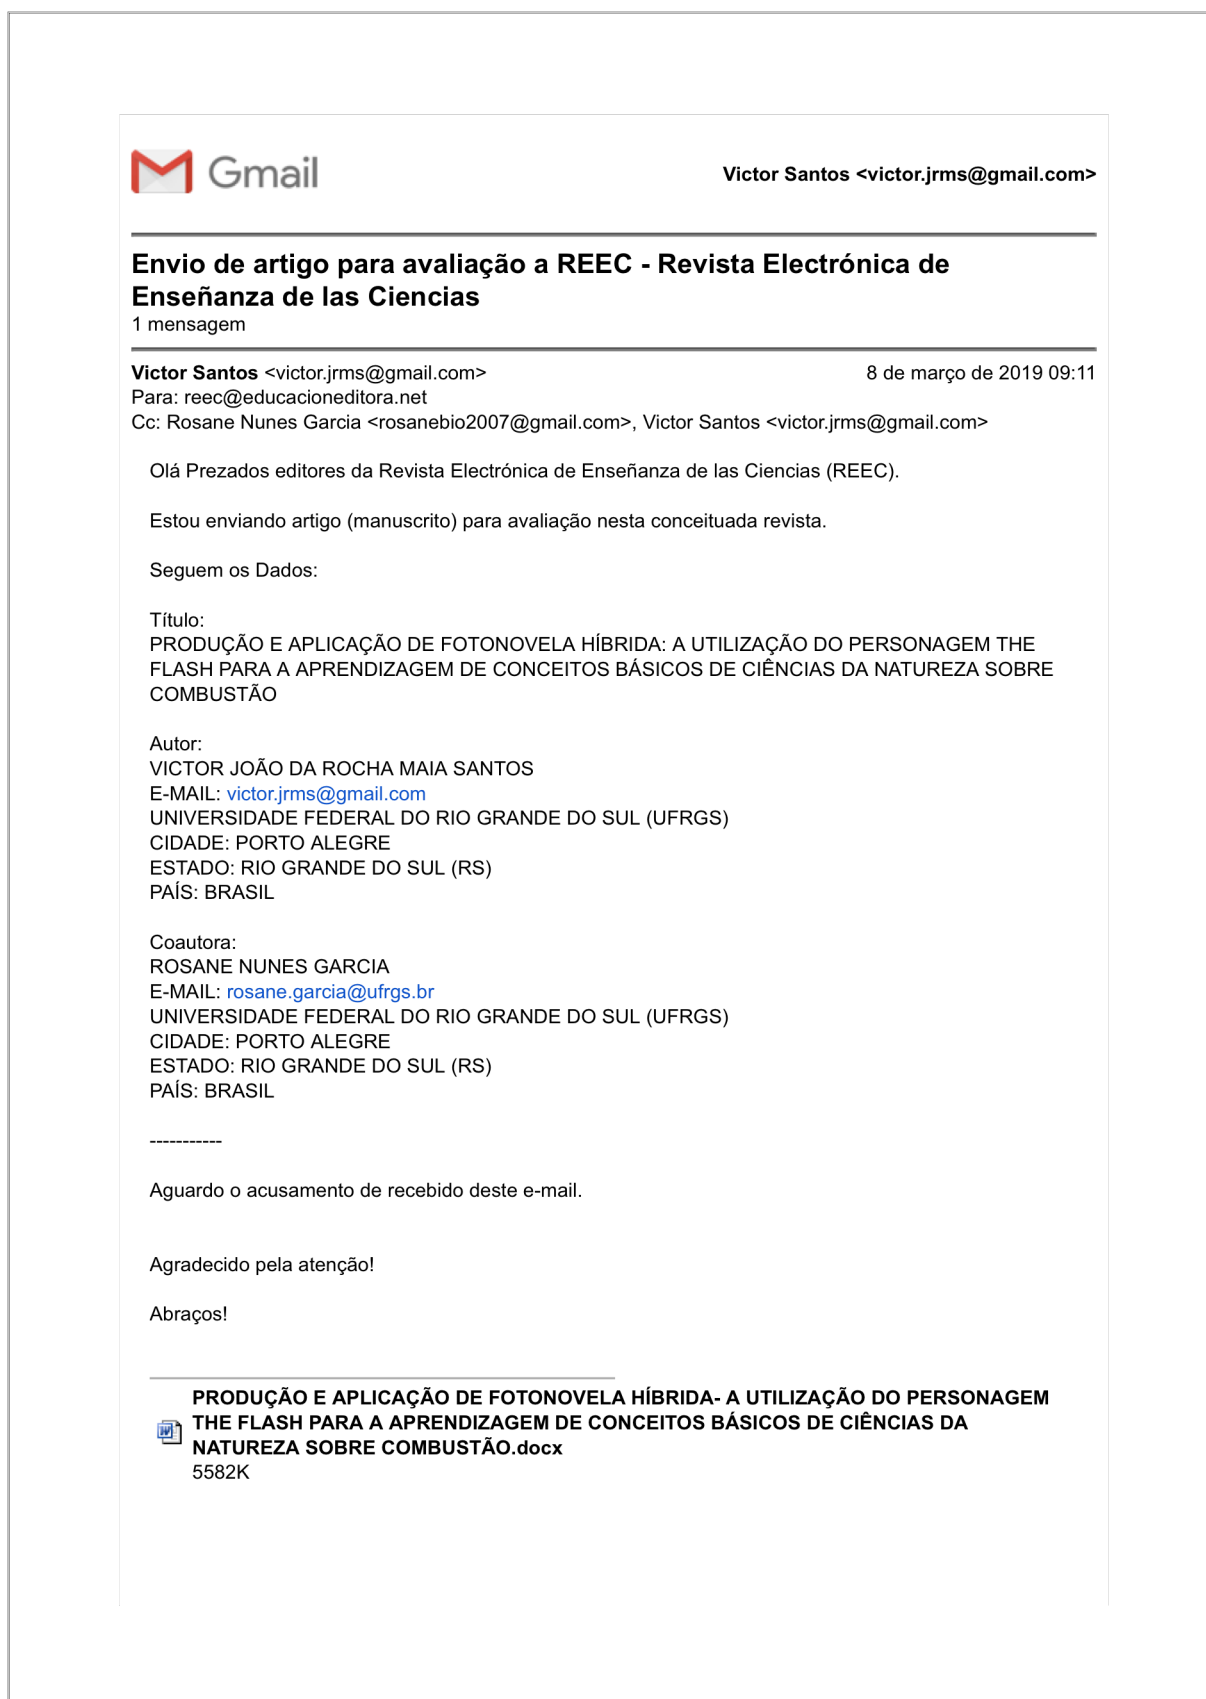 Gmail
Victor Santos <victor.jrms@gmail.com>
Envio de artigo para avaliação a REEC - Revista Electrónica de
Enseñanza de las Ciencias
1 mensagem
Victor Santos <victor.jrms@gmail.com> 8 de março de 2019 09:11
Para: reec@educacioneditora.net
Cc: Rosane Nunes Garcia <rosanebio2007@gmail.com>, Victor Santos <victor.jrms@gmail.com>
Olá Prezados editores da Revista Electrónica de Enseñanza de las Ciencias (REEC).
Estou enviando artigo (manuscrito) para avaliação nesta conceituada revista.
Seguem os Dados:
Título:
PRODUÇÃO E APLICAÇÃO DE FOTONOVELA HÍBRIDA: A UTILIZAÇÃO DO PERSONAGEM THE
FLASH PARA A APRENDIZAGEM DE CONCEITOS BÁSICOS DE CIÊNCIAS DA NATUREZA SOBRE
COMBUSTÃO
Autor:
VICTOR JOÃO DA ROCHA MAIA SANTOS
E-MAIL: victor.jrms@gmail.com
UNIVERSIDADE FEDERAL DO RIO GRANDE DO SUL (UFRGS)
CIDADE: PORTO ALEGRE
ESTADO: RIO GRANDE DO SUL (RS)
PAÍS: BRASIL
Coautora:
ROSANE NUNES GARCIA
E-MAIL: rosane.garcia@ufrgs.br
UNIVERSIDADE FEDERAL DO RIO GRANDE DO SUL (UFRGS)
CIDADE: PORTO ALEGRE
ESTADO: RIO GRANDE DO SUL (RS)
PAÍS: BRASIL
-----------
Aguardo o acusamento de recebido deste e-mail.
Agradecido pela atenção!
Abraços!
PRODUÇÃO E APLICAÇÃO DE FOTONOVELA HÍBRIDA- A UTILIZAÇÃO DO PERSONAGEM
THE FLASH PARA A APRENDIZAGEM DE CONCEITOS BÁSICOS DE CIÊNCIAS DA
NATUREZA SOBRE COMBUSTÃO.docx
5582K